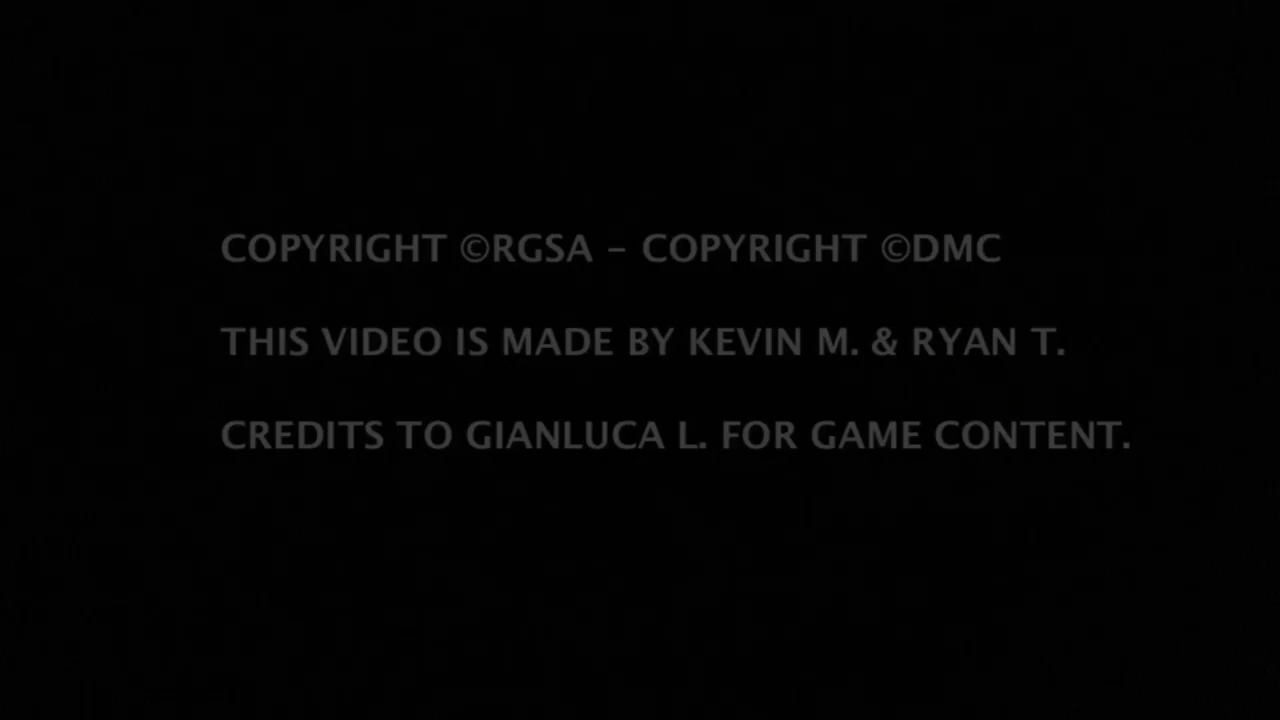 COPYRIGHT ©RGSA - COPYRIGHT ©DMC
THIS VIDEO IS MADE BY KEVIN M. & RYAN T.
CREDITS TO GIANLUCA L. FOR GAME CONTENT.